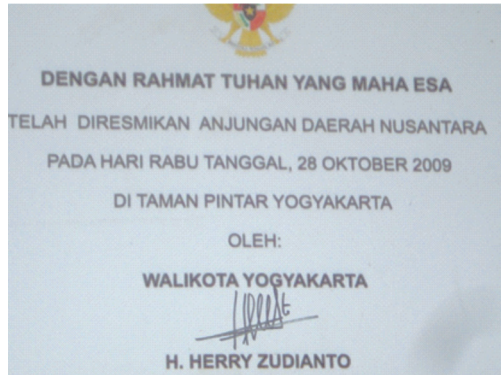 DENGAN RAHMAT TUHAN YANG MAHA ESA
TELAH DIRESMIKAN ANJUNGAN DAERAH NUSANTARA
PADA HARI RABU TANGGAL, 28 OKTOBER 2009
DI TAMAN PINTAR YOGYAKARTA
OLEH:
WALIKOTA YOGYAKARTA
H. HERRY ZUDIANTO